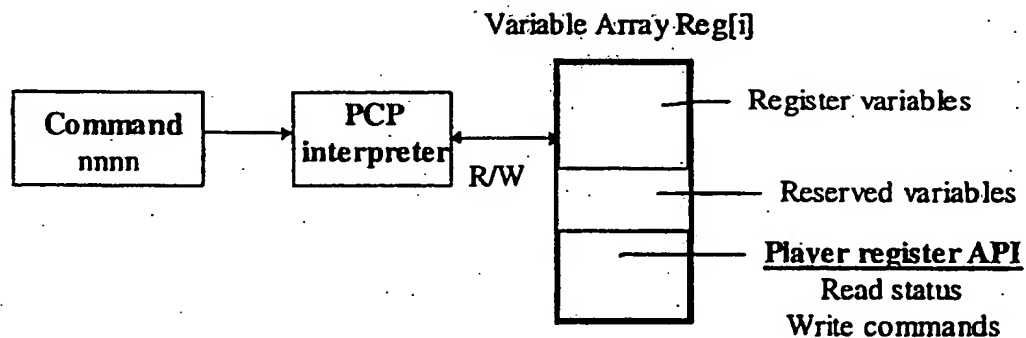 Variable Array Reg[i]
Command
nnnn
PCP
interpreter
R/W
Register variables
Reserved variables
Player register API
Read status
Write commands